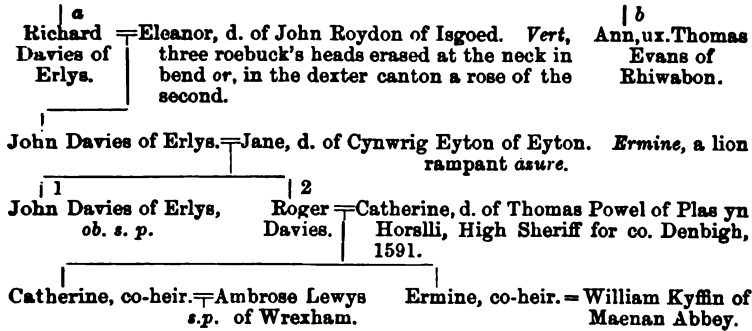 a
b
Richard Davies of Erlys. ╤ Eleanor, d. of John Roydon of Isgoed. Vert,
three roebuck's heads erased at the neck in
bend or, in the dexter canton a rose of the
second.
Ann, ux. Thomas
Evans of
Rhiwabon.
John Davies of Erlys. ╤ Jane, d. of Cynwrig Eyton of Eyton. Ermine, a lion
rampant azure.
1
2
John Davies of Erlys,
ob. s. p.
Roger
Davies.
╤ Catherine, d. of Thomas Powel of Plas yn
Horslli, High Sheriff for co. Denbigh,
1591.
Catherine, co-heir. ╤ Ambrose Lewys
s.p. of Wrexham.
Ermine, co-heir. = William Kyffin of
Maenan Abbey.